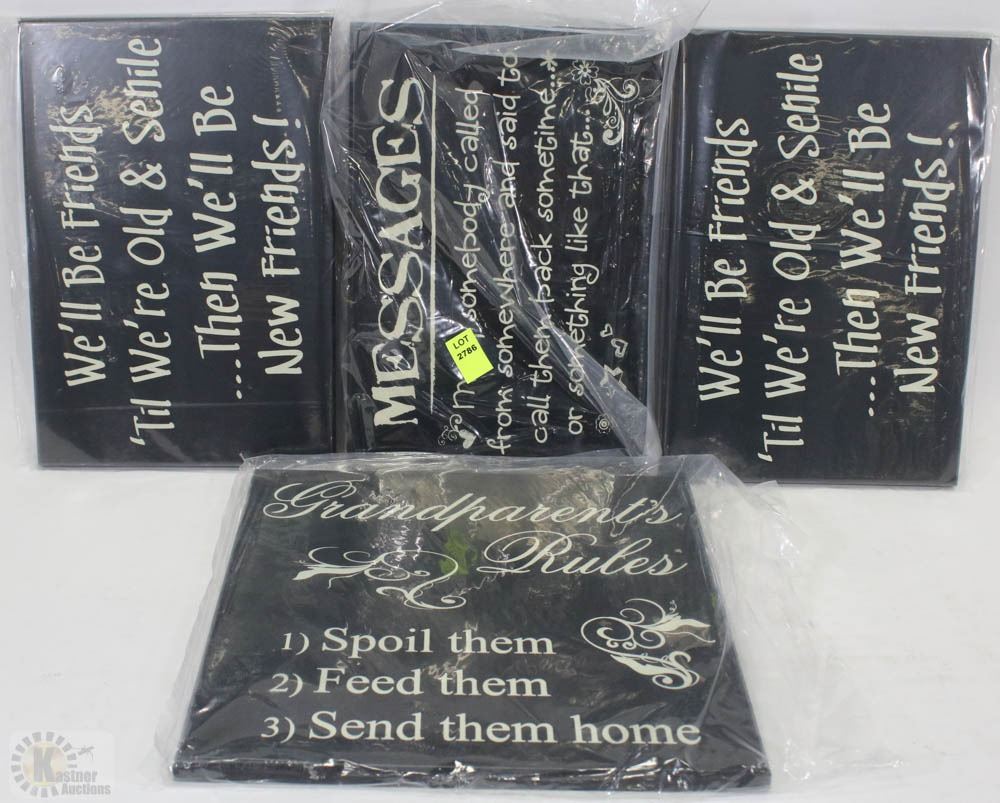 We'll Be Friends
'Til We're Old & Senile
...Then We'll Be
New Friends!
MESSAGES
somebody called
from somewhere and said to
call them back sometime...
or something like that...
LOT
2786
We'll Be Friends
'Til We're Old & Senile
...Then We'll Be
New Friends!
Grandparent's
Rules
1) Spoil them
2) Feed them
3) Send them home
Kastner
Auctions